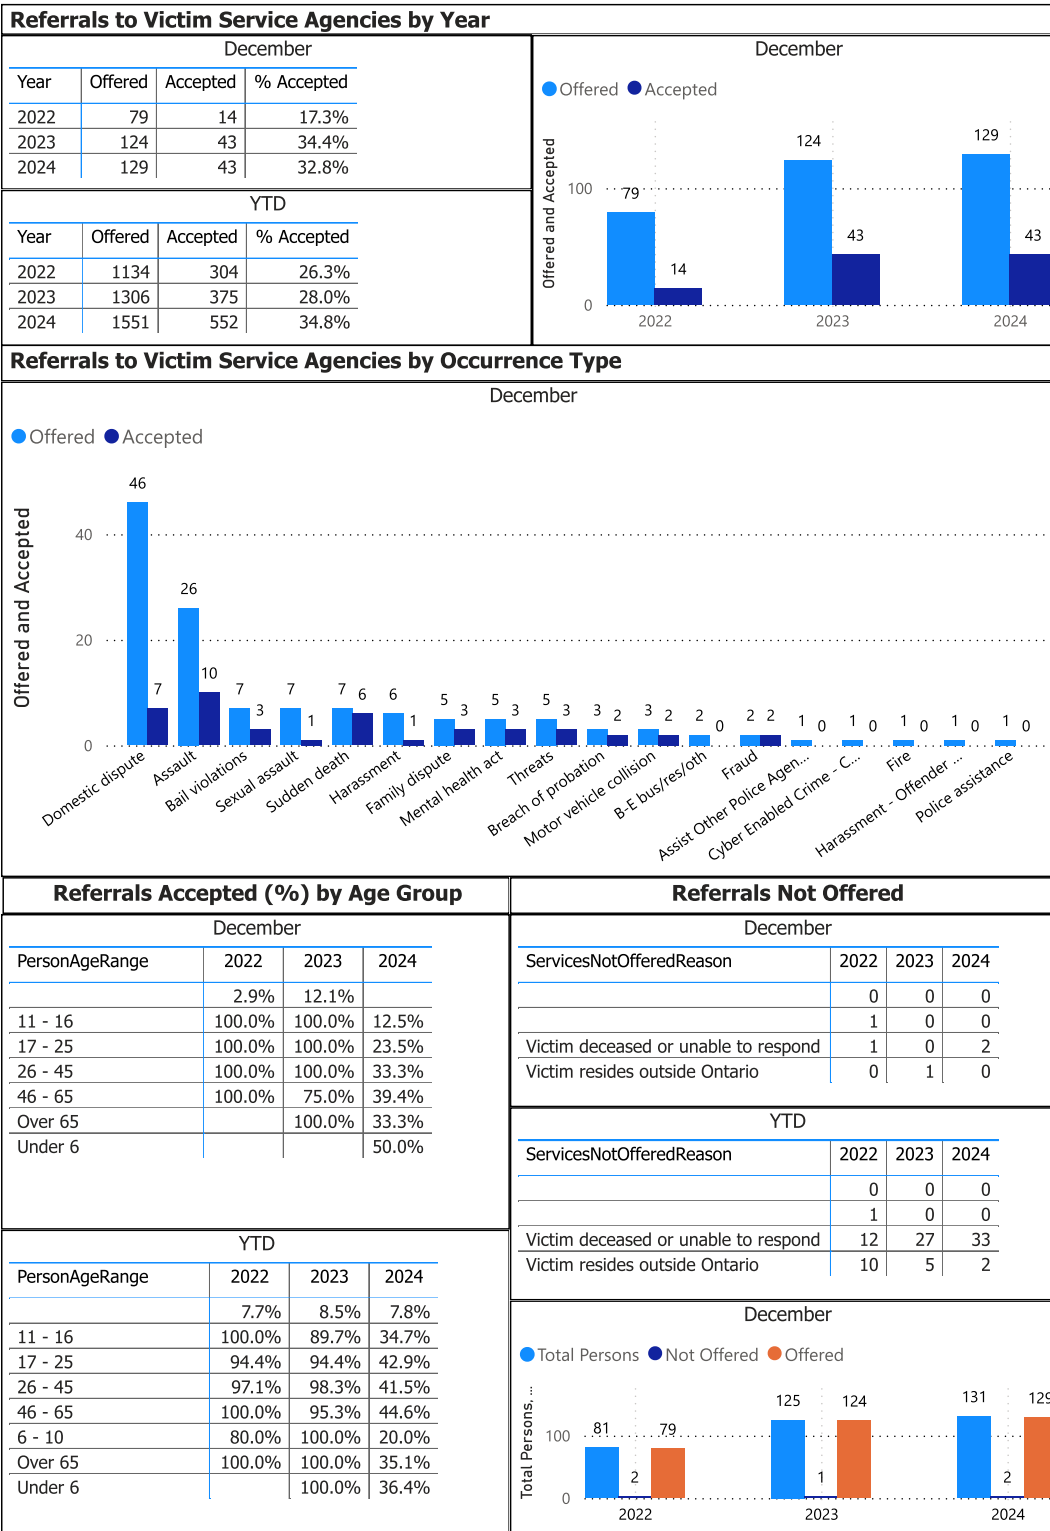 Referrals to Victim Service Agencies by Year
December
Year Offered Accepted % Accepted
2022 79 14 17.3%
2023 124 43 34.4%
2024 129 43 32.8%
YTD
Year Offered Accepted % Accepted
2022 1134 304 26.3%
2023 1306 375 28.0%
2024 1551 552 34.8%
December
Offered Accepted
Offered and Accepted
100
0
79 14 124 43 129 43
2022 2023 2024
Referrals to Victim Service Agencies by Occurrence Type
December
Offered Accepted
Offered and Accepted
40
20
0
46 7 26 10 7 3 7 1 7 6 6 1 5 3 5 3 5 3 3 2 3 2 2 0 2 2 1 0 1 0 1 0 1 0 1 0
Domestic dispute
Assault
Bail violations
Sexual assault
Sudden death
Harassment
Family dispute
Mental health act
Threats
Breach of probation
Motor vehicle collision
B-E bus/res/oth
Fraud
Assist Other Police Agen...
Cyber Enabled Crime - C...
Fire
Harassment - Offender ...
Police assistance
Referrals Accepted (%) by Age Group
December
PersonAgeRange 2022 2023 2024
2.9% 12.1%
11 - 16 100.0% 100.0% 12.5%
17 - 25 100.0% 100.0% 23.5%
26 - 45 100.0% 100.0% 33.3%
46 - 65 100.0% 75.0% 39.4%
Over 65 100.0% 33.3%
Under 6 50.0%
YTD
PersonAgeRange 2022 2023 2024
7.7% 8.5% 7.8%
11 - 16 100.0% 89.7% 34.7%
17 - 25 94.4% 94.4% 42.9%
26 - 45 97.1% 98.3% 41.5%
46 - 65 100.0% 95.3% 44.6%
6 - 10 80.0% 100.0% 20.0%
Over 65 100.0% 100.0% 35.1%
Under 6 100.0% 36.4%
Referrals Not Offered
December
ServicesNotOfferedReason 2022 2023 2024
0 0 0
1 0 0
Victim deceased or unable to respond 1 0 2
Victim resides outside Ontario 0 1 0
YTD
ServicesNotOfferedReason 2022 2023 2024
0 0 0
1 0 0
Victim deceased or unable to respond 12 27 33
Victim resides outside Ontario 10 5 2
December
Total Persons Not Offered Offered
Total Persons,...
100
0
81 2 79 125 1 124 131 2 129
2022 2023 2024